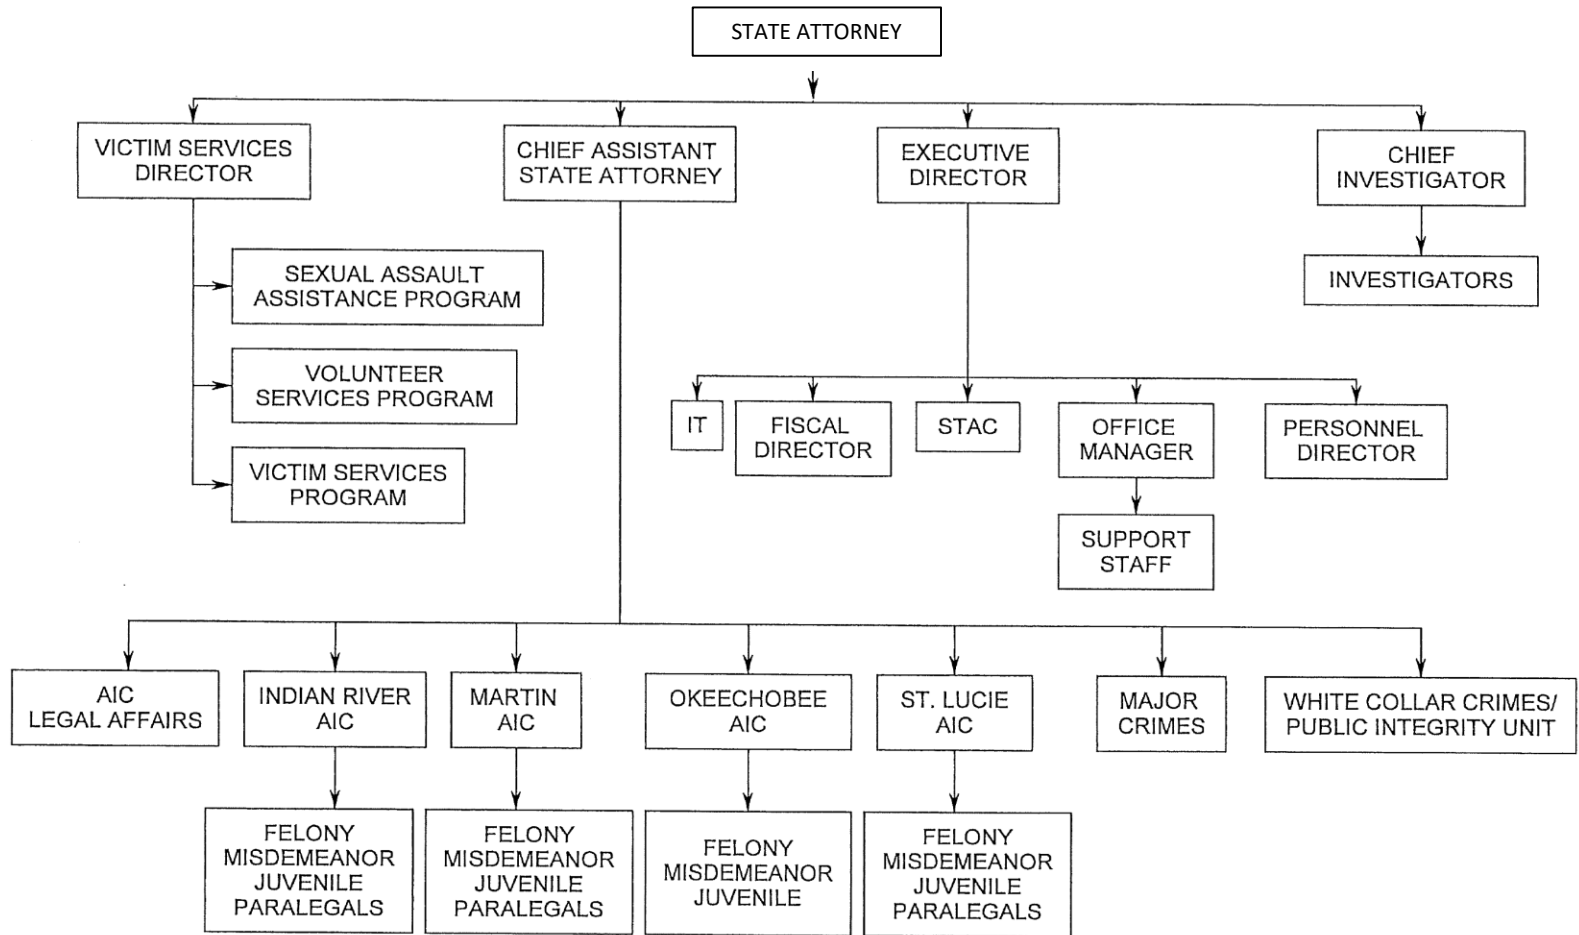 STATE ATTORNEY
VICTIM SERVICES
DIRECTOR
CHIEF ASSISTANT
STATE ATTORNEY
EXECUTIVE
DIRECTOR
CHIEF
INVESTIGATOR
SEXUAL ASSAULT
ASSISTANCE PROGRAM
INVESTIGATORS
VOLUNTEER
SERVICES PROGRAM
VICTIM SERVICES
PROGRAM
IT
FISCAL
DIRECTOR
STAC
OFFICE
MANAGER
PERSONNEL
DIRECTOR
SUPPORT
STAFF
AIC
LEGAL AFFAIRS
INDIAN RIVER
AIC
MARTIN
AIC
OKEECHOBEE
AIC
ST. LUCIE
AIC
MAJOR
CRIMES
WHITE COLLAR CRIMES/
PUBLIC INTEGRITY UNIT
FELONY
MISDEMEANOR
JUVENILE
PARALEGALS
FELONY
MISDEMEANOR
JUVENILE
PARALEGALS
FELONY
MISDEMEANOR
JUVENILE
FELONY
MISDEMEANOR
JUVENILE
PARALEGALS